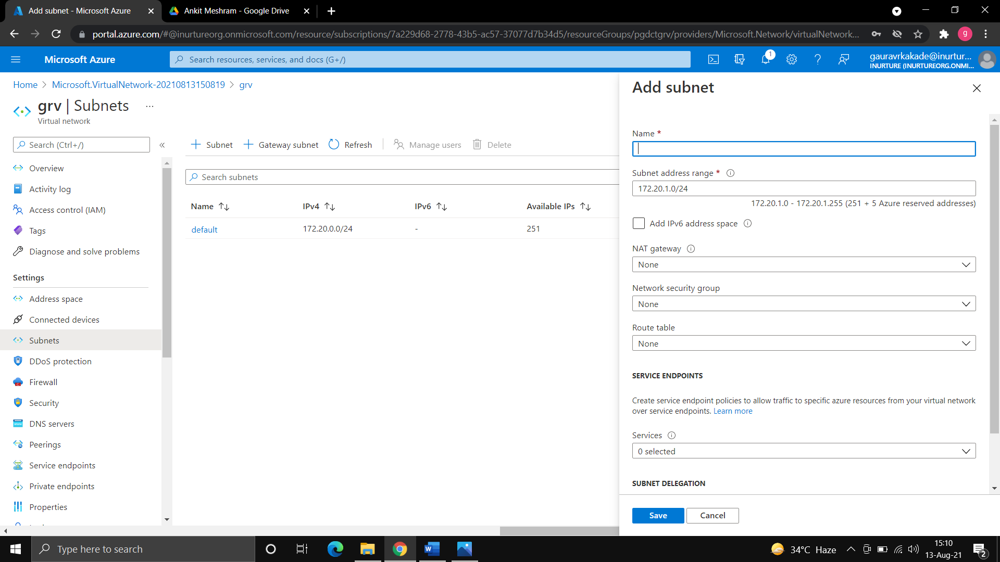 Add subnet - Microsoft Azure
Ankit Meshram - Google Drive
portal.azure.com/#@inurtureorg.onmicrosoft.com/resource/subscriptions/7a229d68-2778-43b5-ac57-37077d7b34d5/resourceGroups/pgdctgrv/providers/Microsoft.Network/virtualNetwork...
g
Microsoft Azure
Search resources, services, and docs (G+/)
1
gauravrkakade@inurtur...
INURTURE (INURTUREORG.ONMI...
Home > Microsoft.VirtualNetwork-20210813150819 > grv
grv | Subnets ...
Virtual network
Search (Ctrl+/)
«
Overview
Activity log
Access control (IAM)
Tags
Diagnose and solve problems
Settings
Address space
Connected devices
Subnets
DDoS protection
Firewall
Security
DNS servers
Peerings
Service endpoints
Private endpoints
Properties
+ Subnet + Gateway subnet Refresh Manage users Delete
Search subnets
Name IPv4 IPv6 Available IPs
default 172.20.0.0/24 - 251
Add subnet
Name *
Subnet address range *
172.20.1.0/24
172.20.1.0 - 172.20.1.255 (251 + 5 Azure reserved addresses)
Add IPv6 address space
NAT gateway
None
Network security group
None
Route table
None
SERVICE ENDPOINTS
Create service endpoint policies to allow traffic to specific azure resources from your virtual network
over service endpoints. Learn more
Services
0 selected
SUBNET DELEGATION
Save
Cancel
Type here to search
34°C Haze
15:10
13-Aug-21
2